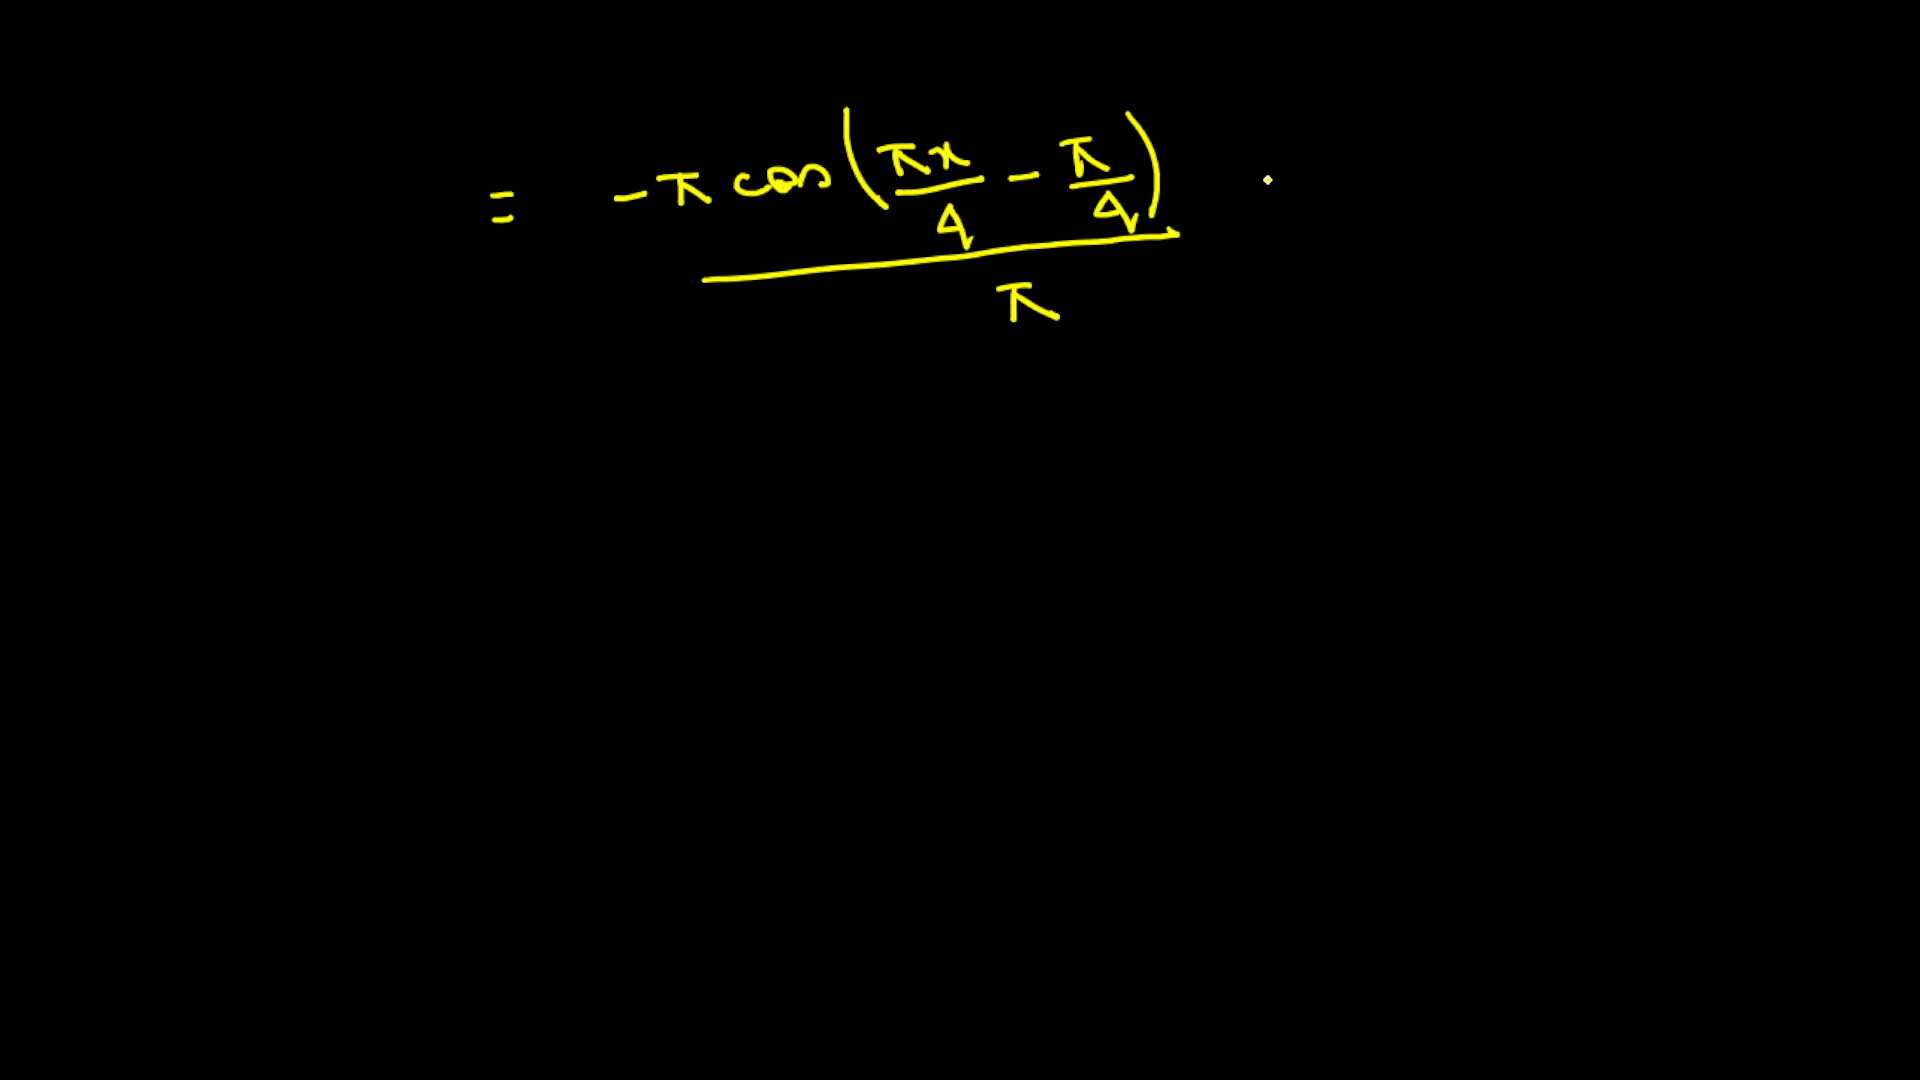 = -π cos(πx/4 - π/4)
π